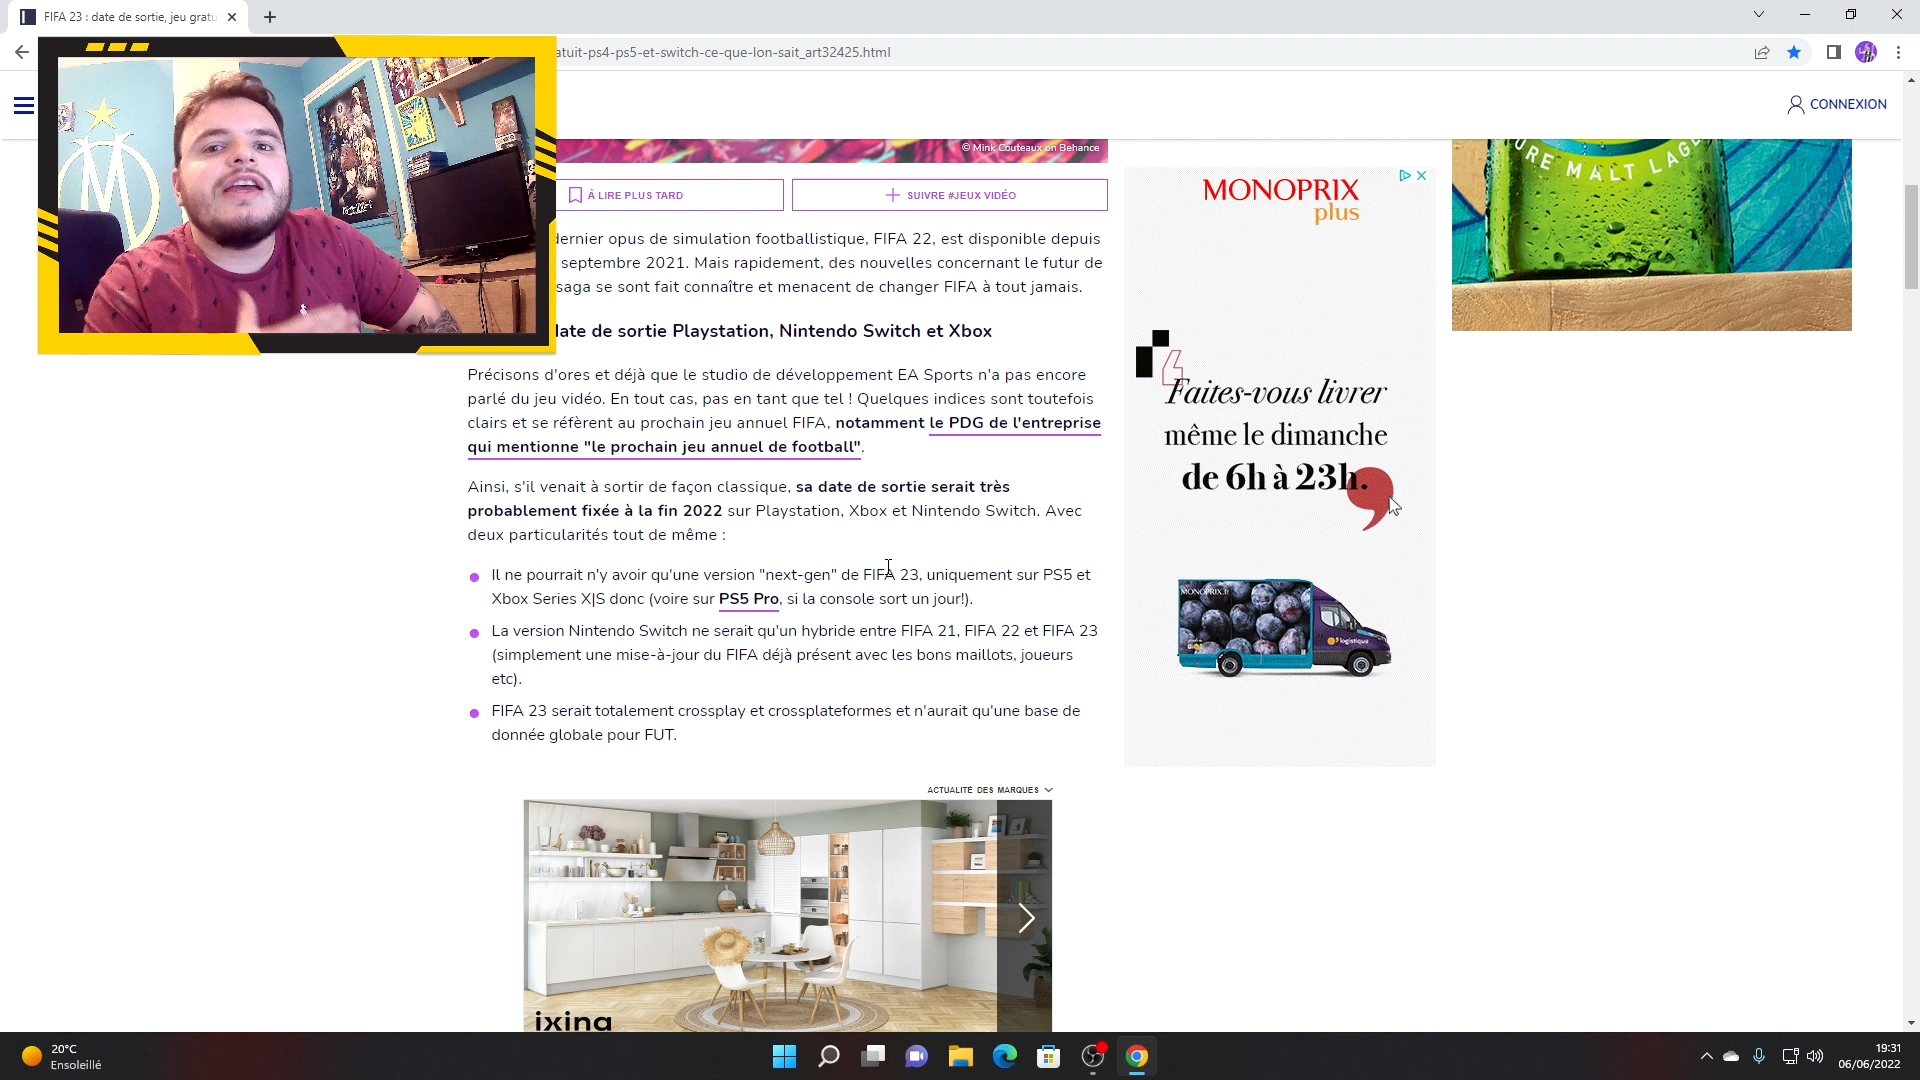 FIFA 23 : date de sortie, jeu gratu
atuit-ps4-ps5-et-switch-ce-que-lon-sait_art32425.html
CONNEXION
© Mink Couteaux on Behance
À LIRE PLUS TARD
SUIVRE #JEUX VIDÉO
dernier opus de simulation footballistique, FIFA 22, est disponible depuis
septembre 2021. Mais rapidement, des nouvelles concernant le futur de
saga se sont fait connaître et menacent de changer FIFA à tout jamais.
date de sortie Playstation, Nintendo Switch et Xbox
Précisons d'ores et déjà que le studio de développement EA Sports n'a pas encore
parlé du jeu vidéo. En tout cas, pas en tant que tel ! Quelques indices sont toutefois
clairs et se réfèrent au prochain jeu annuel FIFA, notamment le PDG de l'entreprise
qui mentionne "le prochain jeu annuel de football".
Ainsi, s'il venait à sortir de façon classique, sa date de sortie serait très
probablement fixée à la fin 2022 sur Playstation, Xbox et Nintendo Switch. Avec
deux particularités tout de même :
Il ne pourrait n'y avoir qu'une version "next-gen" de FIFA 23, uniquement sur PS5 et
Xbox Series X|S donc (voire sur PS5 Pro, si la console sort un jour!).
La version Nintendo Switch ne serait qu'un hybride entre FIFA 21, FIFA 22 et FIFA 23
(simplement une mise-à-jour du FIFA déjà présent avec les bons maillots, joueurs
etc).
FIFA 23 serait totalement crossplay et crossplateformes et n'aurait qu'une base de
donnée globale pour FUT.
ACTUALITÉ DES MARQUES
ixina
MONOPRIX
plus
Faites-vous livrer
même le dimanche
de 6h à 23h.
MONOPRIX.fr
logistique
URE MALT LAGE
20°C
Ensoleillé
19:31
06/06/2022